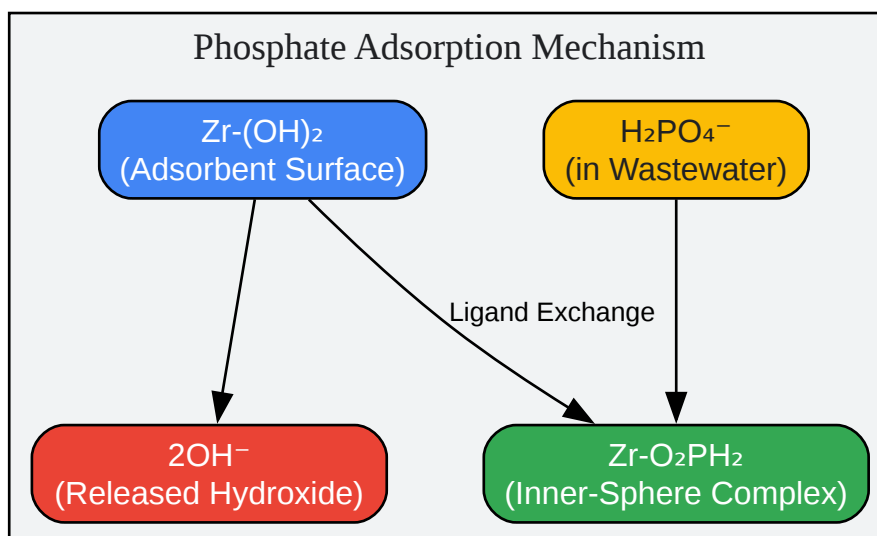 Phosphate Adsorption Mechanism
Zr-(OH)₂
(Adsorbent Surface)
H₂PO₄⁻
(in Wastewater)
Ligand Exchange
2OH⁻
(Released Hydroxide)
Zr-O₂PH₂
(Inner-Sphere Complex)